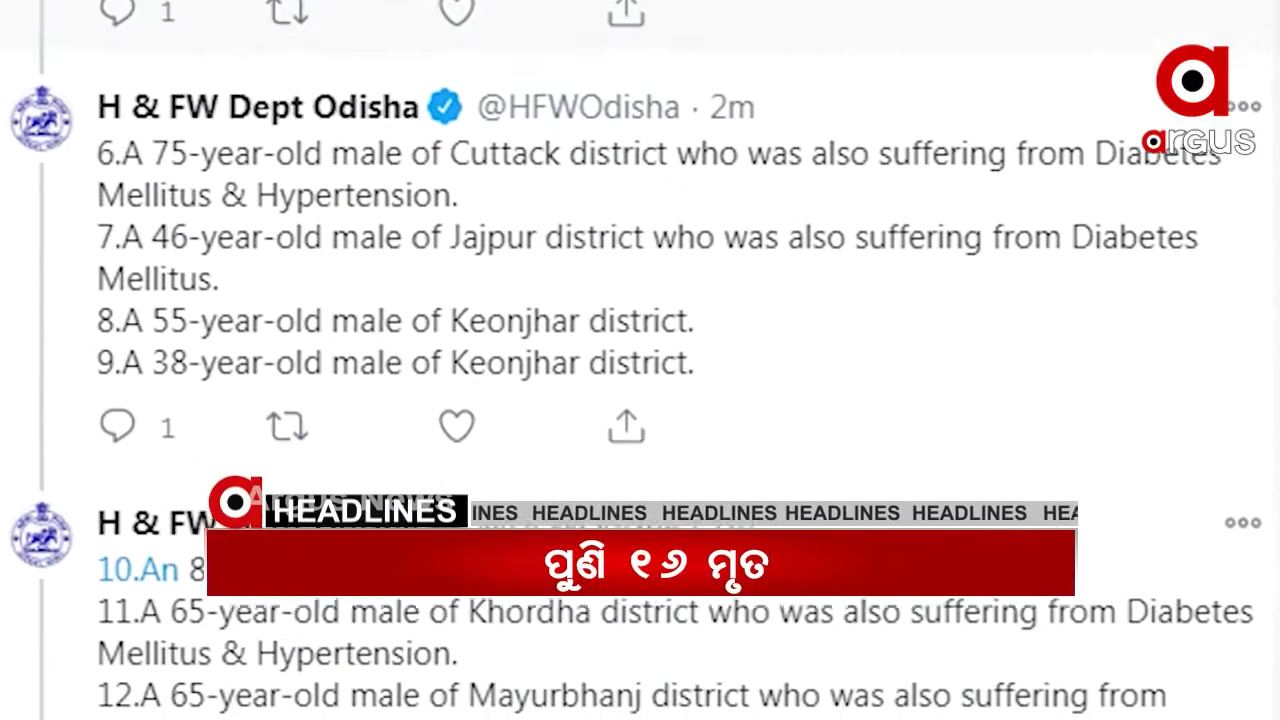 1
H & FW Dept Odisha @HFWOdisha · 2m
argus
6.A 75-year-old male of Cuttack district who was also suffering from Diabetes
Mellitus & Hypertension.
7.A 46-year-old male of Jajpur district who was also suffering from Diabetes
Mellitus.
8.A 55-year-old male of Keonjhar district.
9.A 38-year-old male of Keonjhar district.
1
Argus News
HEADLINES INES HEADLINES HEADLINES HEADLINES HEADLINES HEA
H & FW
ପୁଣି ୧୬ ମୃତ
10.An 8
11.A 65-year-old male of Khordha district who was also suffering from Diabetes
Mellitus & Hypertension.
12.A 65-year-old male of Mayurbhanj district who was also suffering from